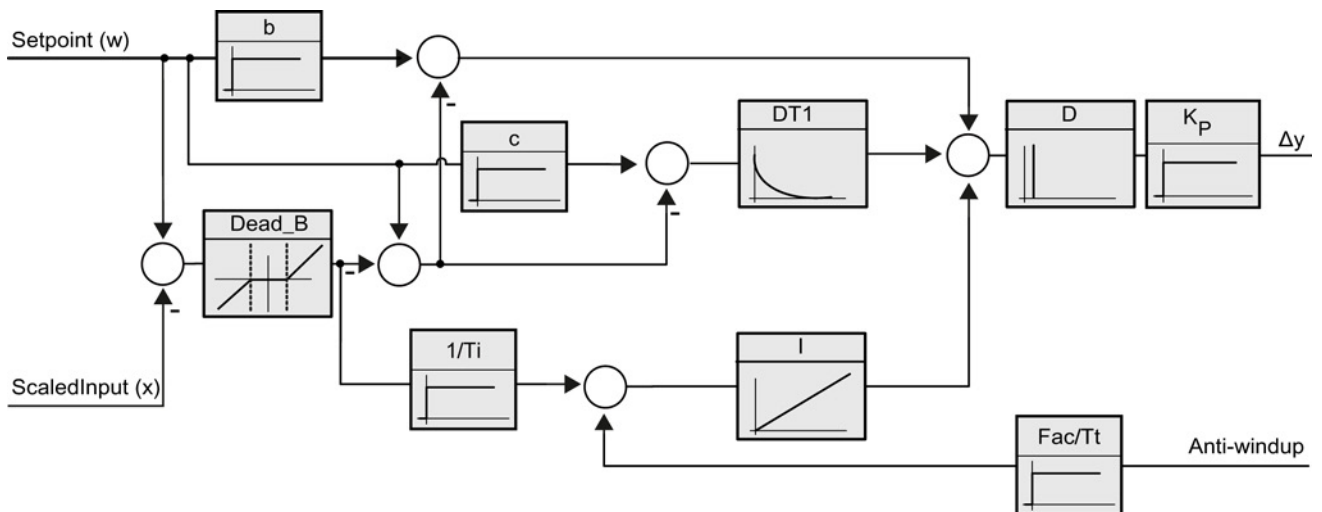 b
Setpoint (w)
-
c
DT1
D
K_P
Δy
-
Dead_B
-
-
1/Ti
I
ScaledInput (x)
Fac/Tt
Anti-windup